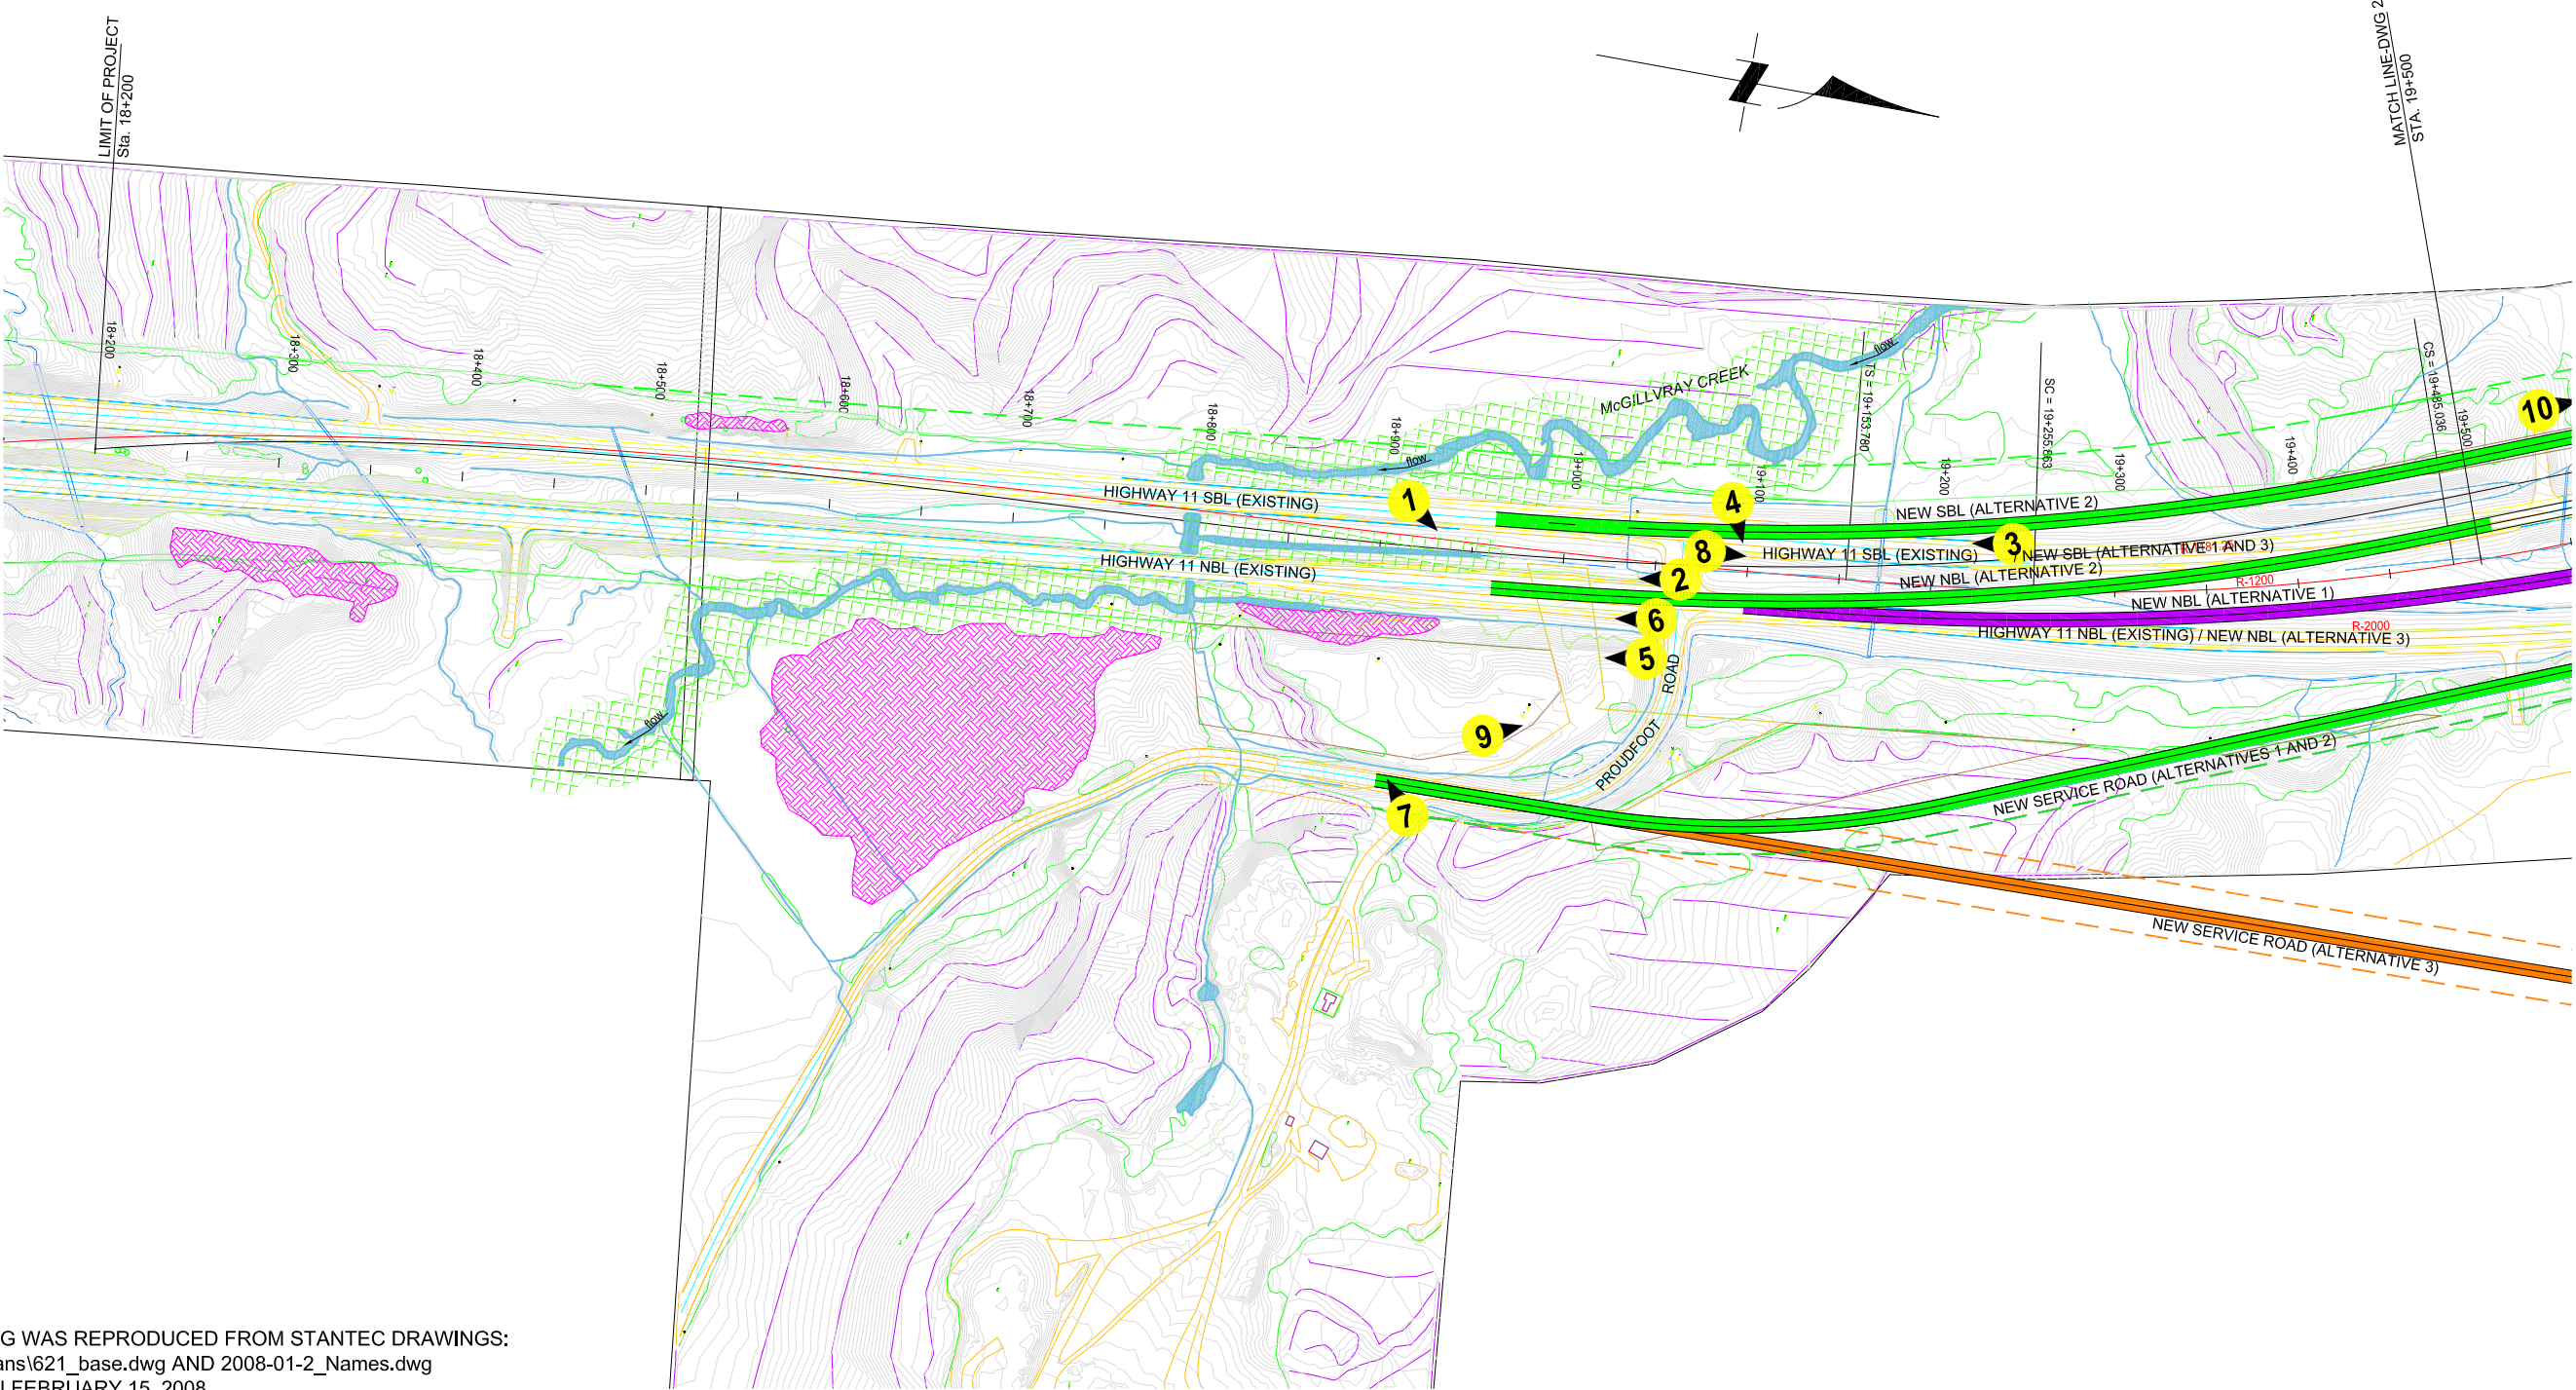 LIMIT OF PROJECT
Sta. 18+200
MATCH LINE-DWG 2
STA. 19+500
18+200
18+300
18+400
18+500
18+600
18+700
18+800
18+900
19+000
19+100
19+200
19+300
19+400
19+500
McGILLVRAY CREEK
flow
flow
flow
TS = 19+153.780
SC = 19+255.863
CS = 19+485.036
HIGHWAY 11 SBL (EXISTING)
HIGHWAY 11 NBL (EXISTING)
NEW SBL (ALTERNATIVE 2)
HIGHWAY 11 SBL (EXISTING)
NEW SBL (ALTERNATIVE 1 AND 3)
NEW NBL (ALTERNATIVE 2)
R-1200
NEW NBL (ALTERNATIVE 1)
R-2000
HIGHWAY 11 NBL (EXISTING) / NEW NBL (ALTERNATIVE 3)
PROUDFOOT ROAD
NEW SERVICE ROAD (ALTERNATIVES 1 AND 2)
NEW SERVICE ROAD (ALTERNATIVE 3)
1
2
3
4
5
6
7
8
9
10
G WAS REPRODUCED FROM STANTEC DRAWINGS:
ans\621_base.dwg AND 2008-01-2_Names.dwg
FEBRUARY 15, 2008